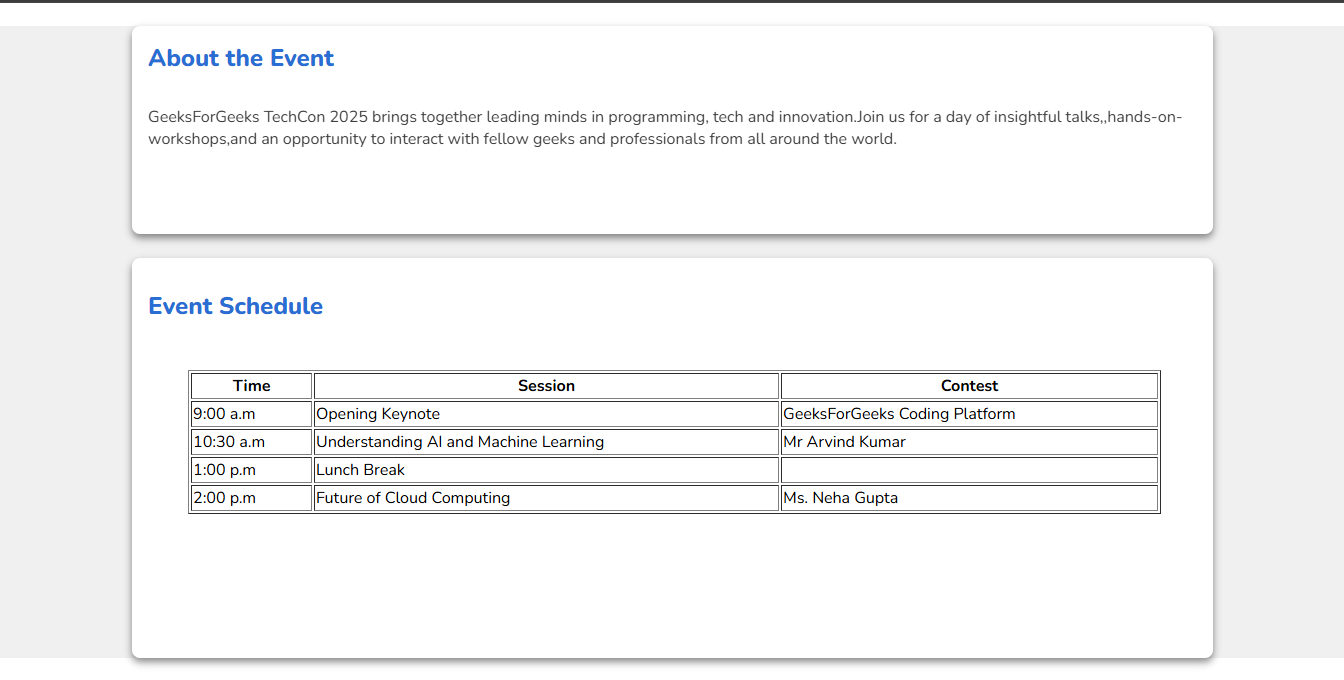 About the Event
GeeksForGeeks TechCon 2025 brings together leading minds in programming, tech and innovation.Join us for a day of insightful talks,,hands-on-
workshops,and an opportunity to interact with fellow geeks and professionals from all around the world.
Event Schedule
Time Session Contest
9:00 a.m Opening Keynote GeeksForGeeks Coding Platform
10:30 a.m Understanding AI and Machine Learning Mr Arvind Kumar
1:00 p.m Lunch Break
2:00 p.m Future of Cloud Computing Ms. Neha Gupta